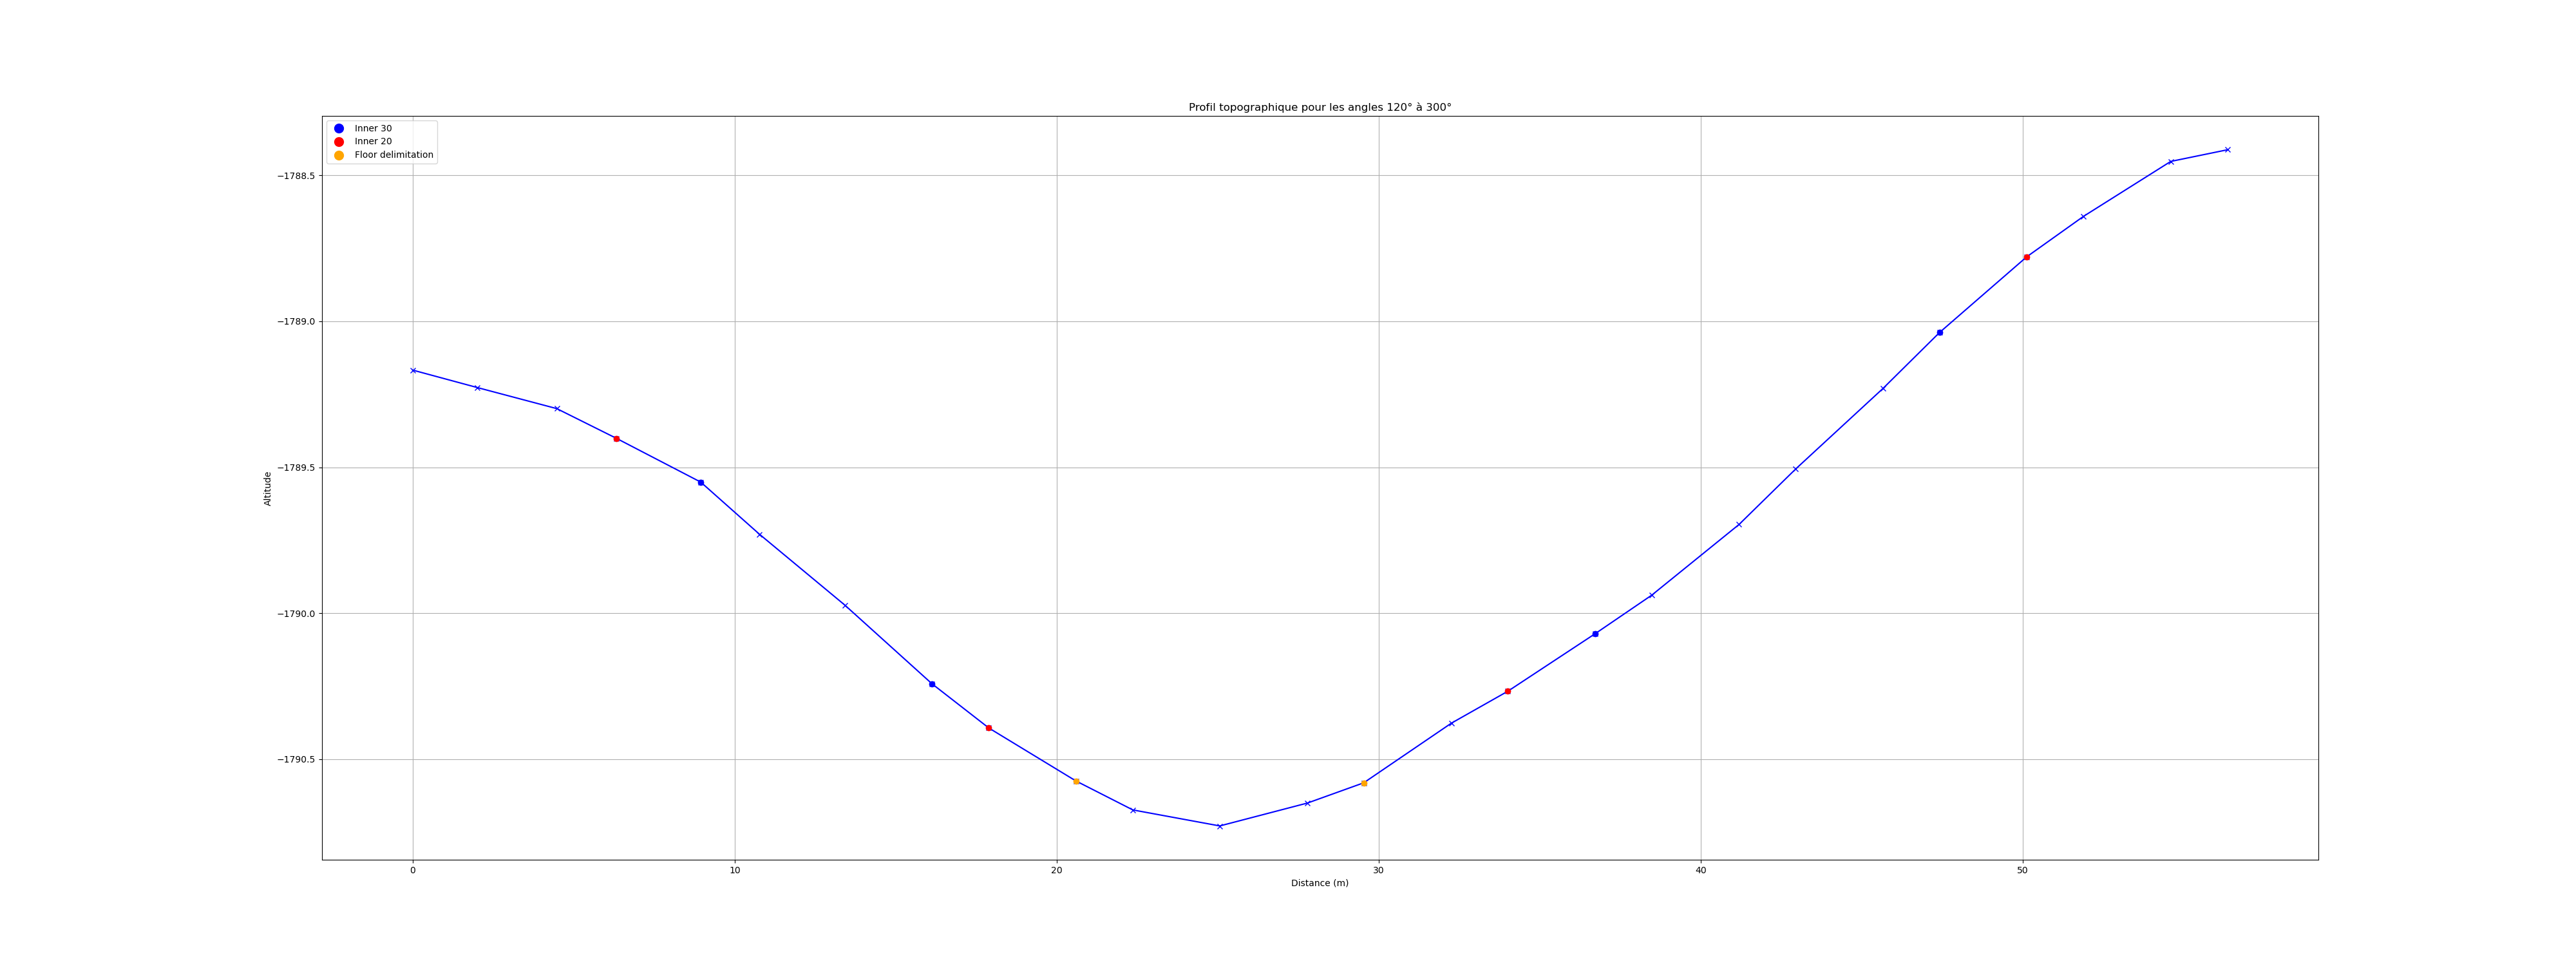 Profil topographique pour les angles 120° à 300°
Inner 30
Inner 20
Floor delimitation
−1788.5
−1789.0
−1789.5
−1790.0
−1790.5
Altitude
0 10 20 30 40 50
Distance (m)